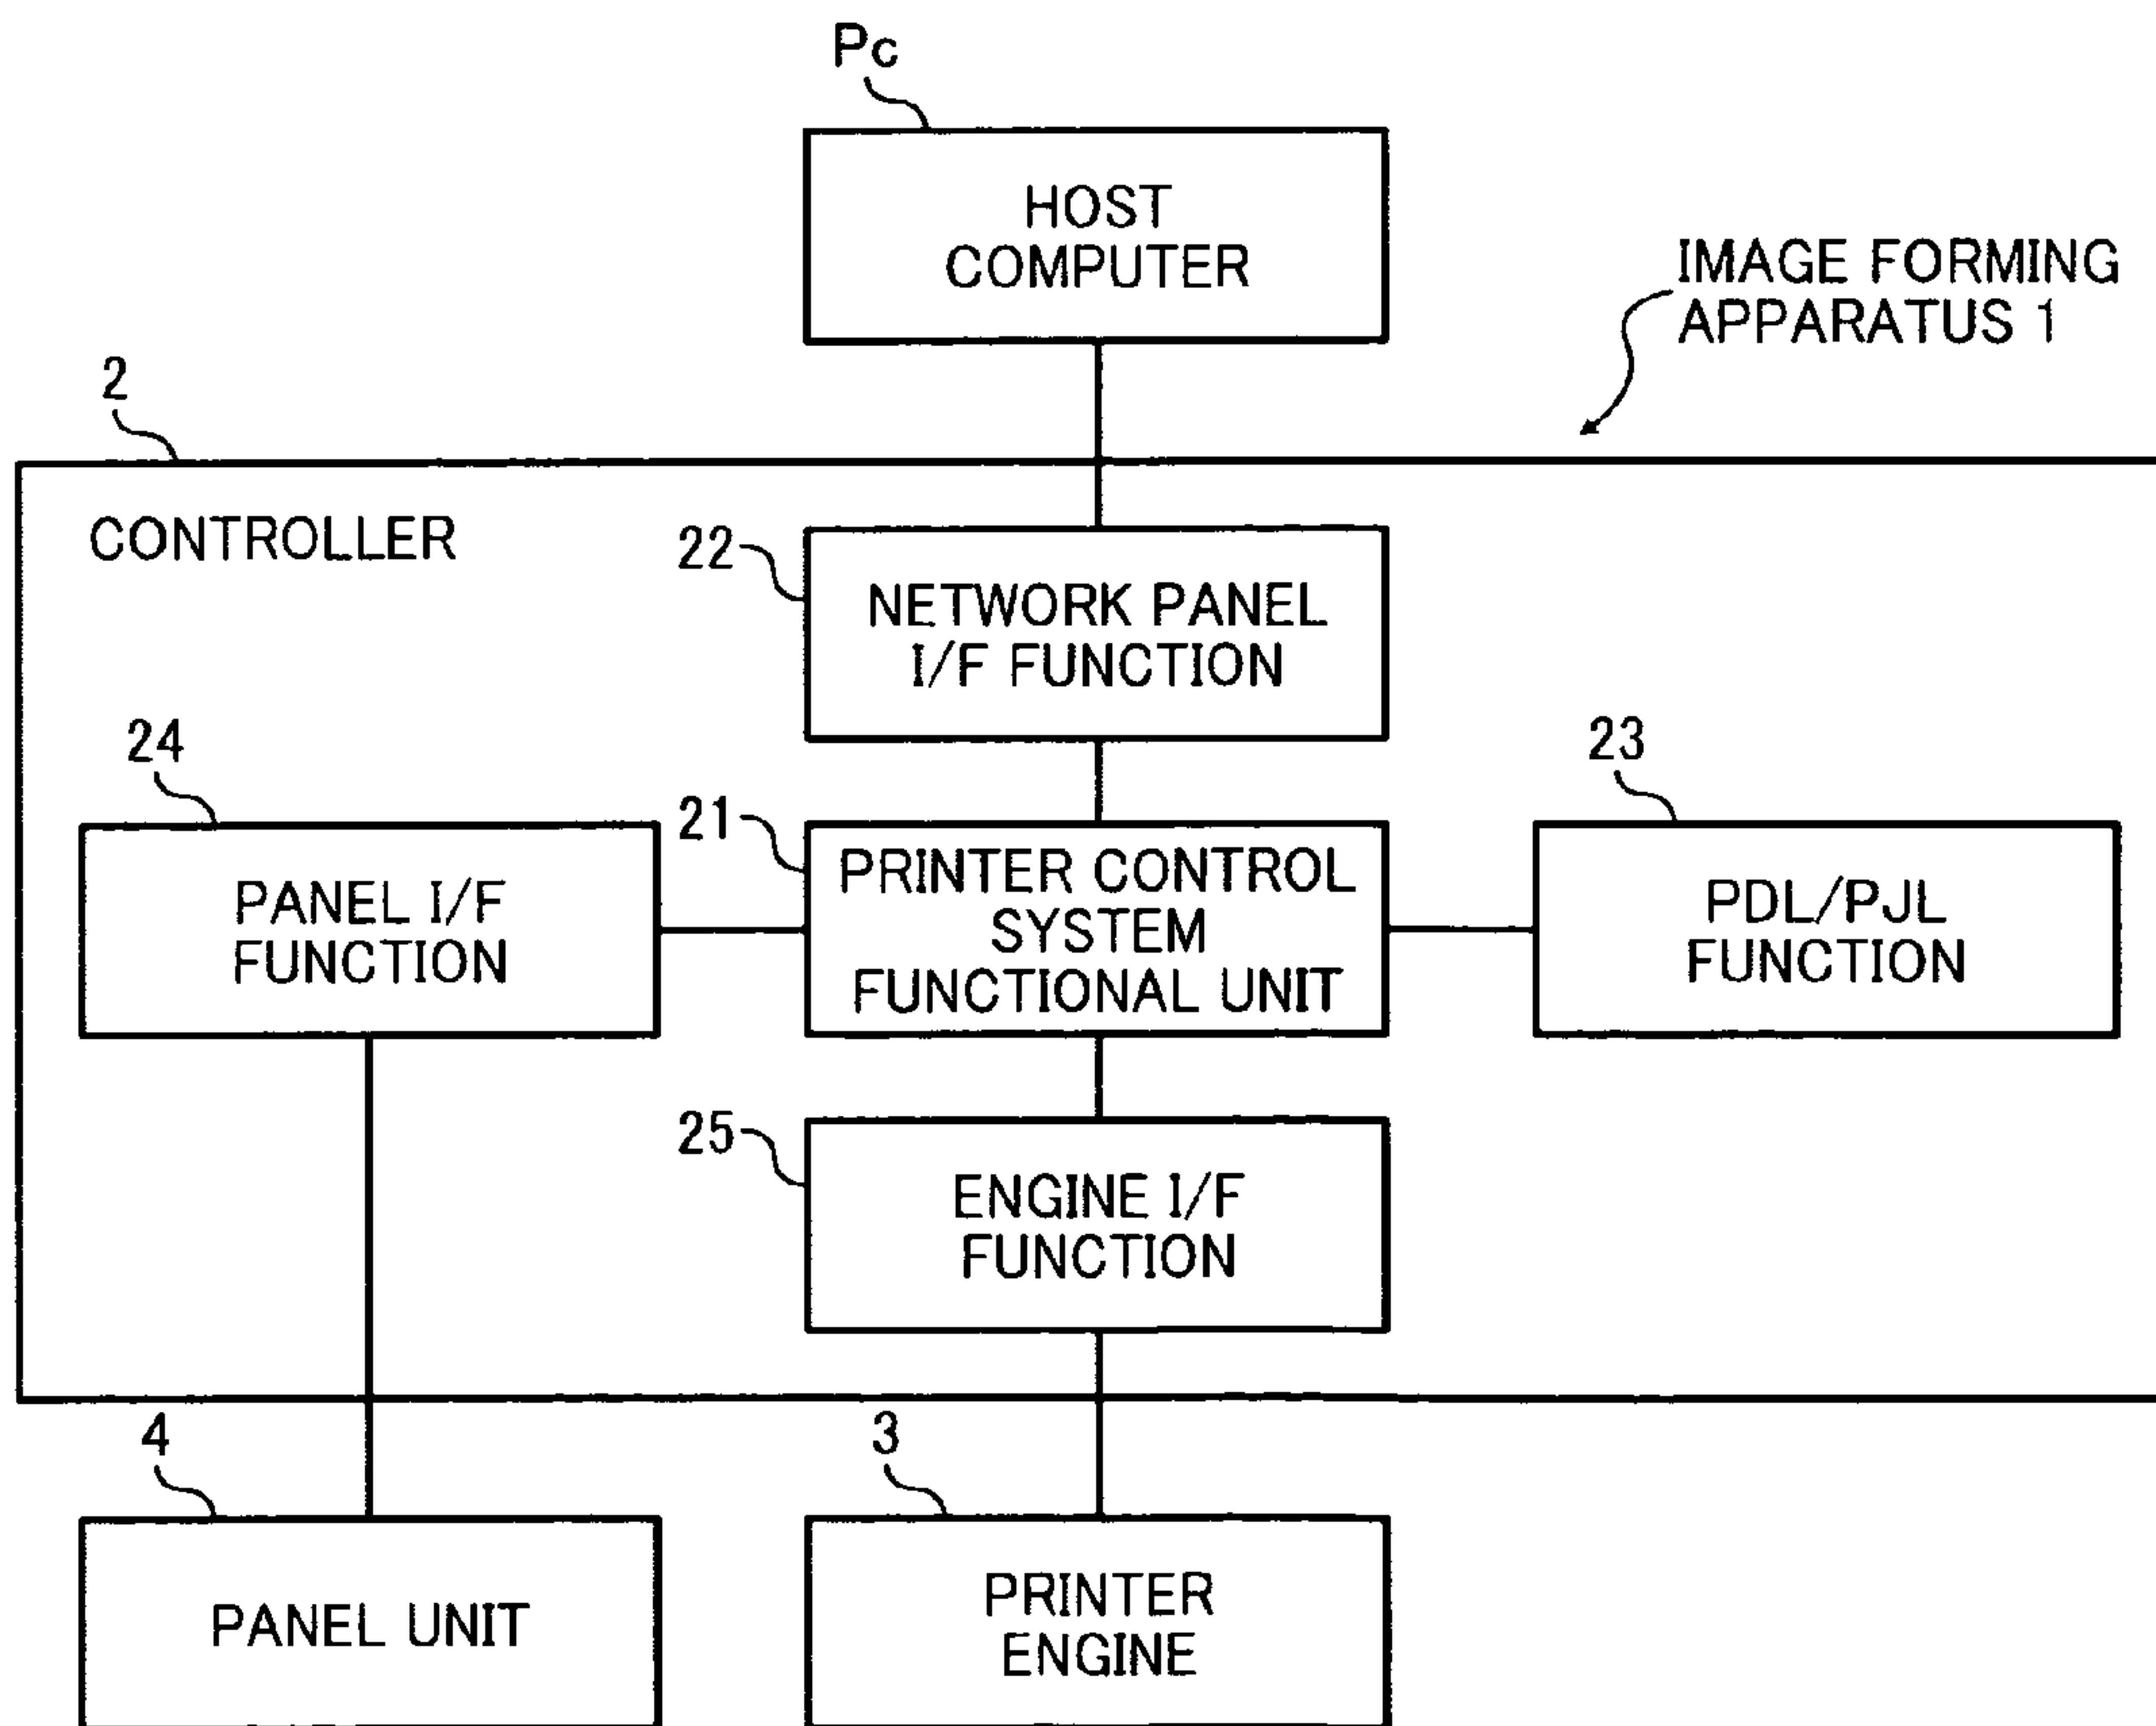 Pc
HOST
COMPUTER
IMAGE FORMING
APPARATUS 1
2
CONTROLLER
22
NETWORK PANEL
I/F FUNCTION
24
PANEL I/F
FUNCTION
21
PRINTER CONTROL
SYSTEM
FUNCTIONAL UNIT
23
PDL/PJL
FUNCTION
25
ENGINE I/F
FUNCTION
4
PANEL UNIT
3
PRINTER
ENGINE